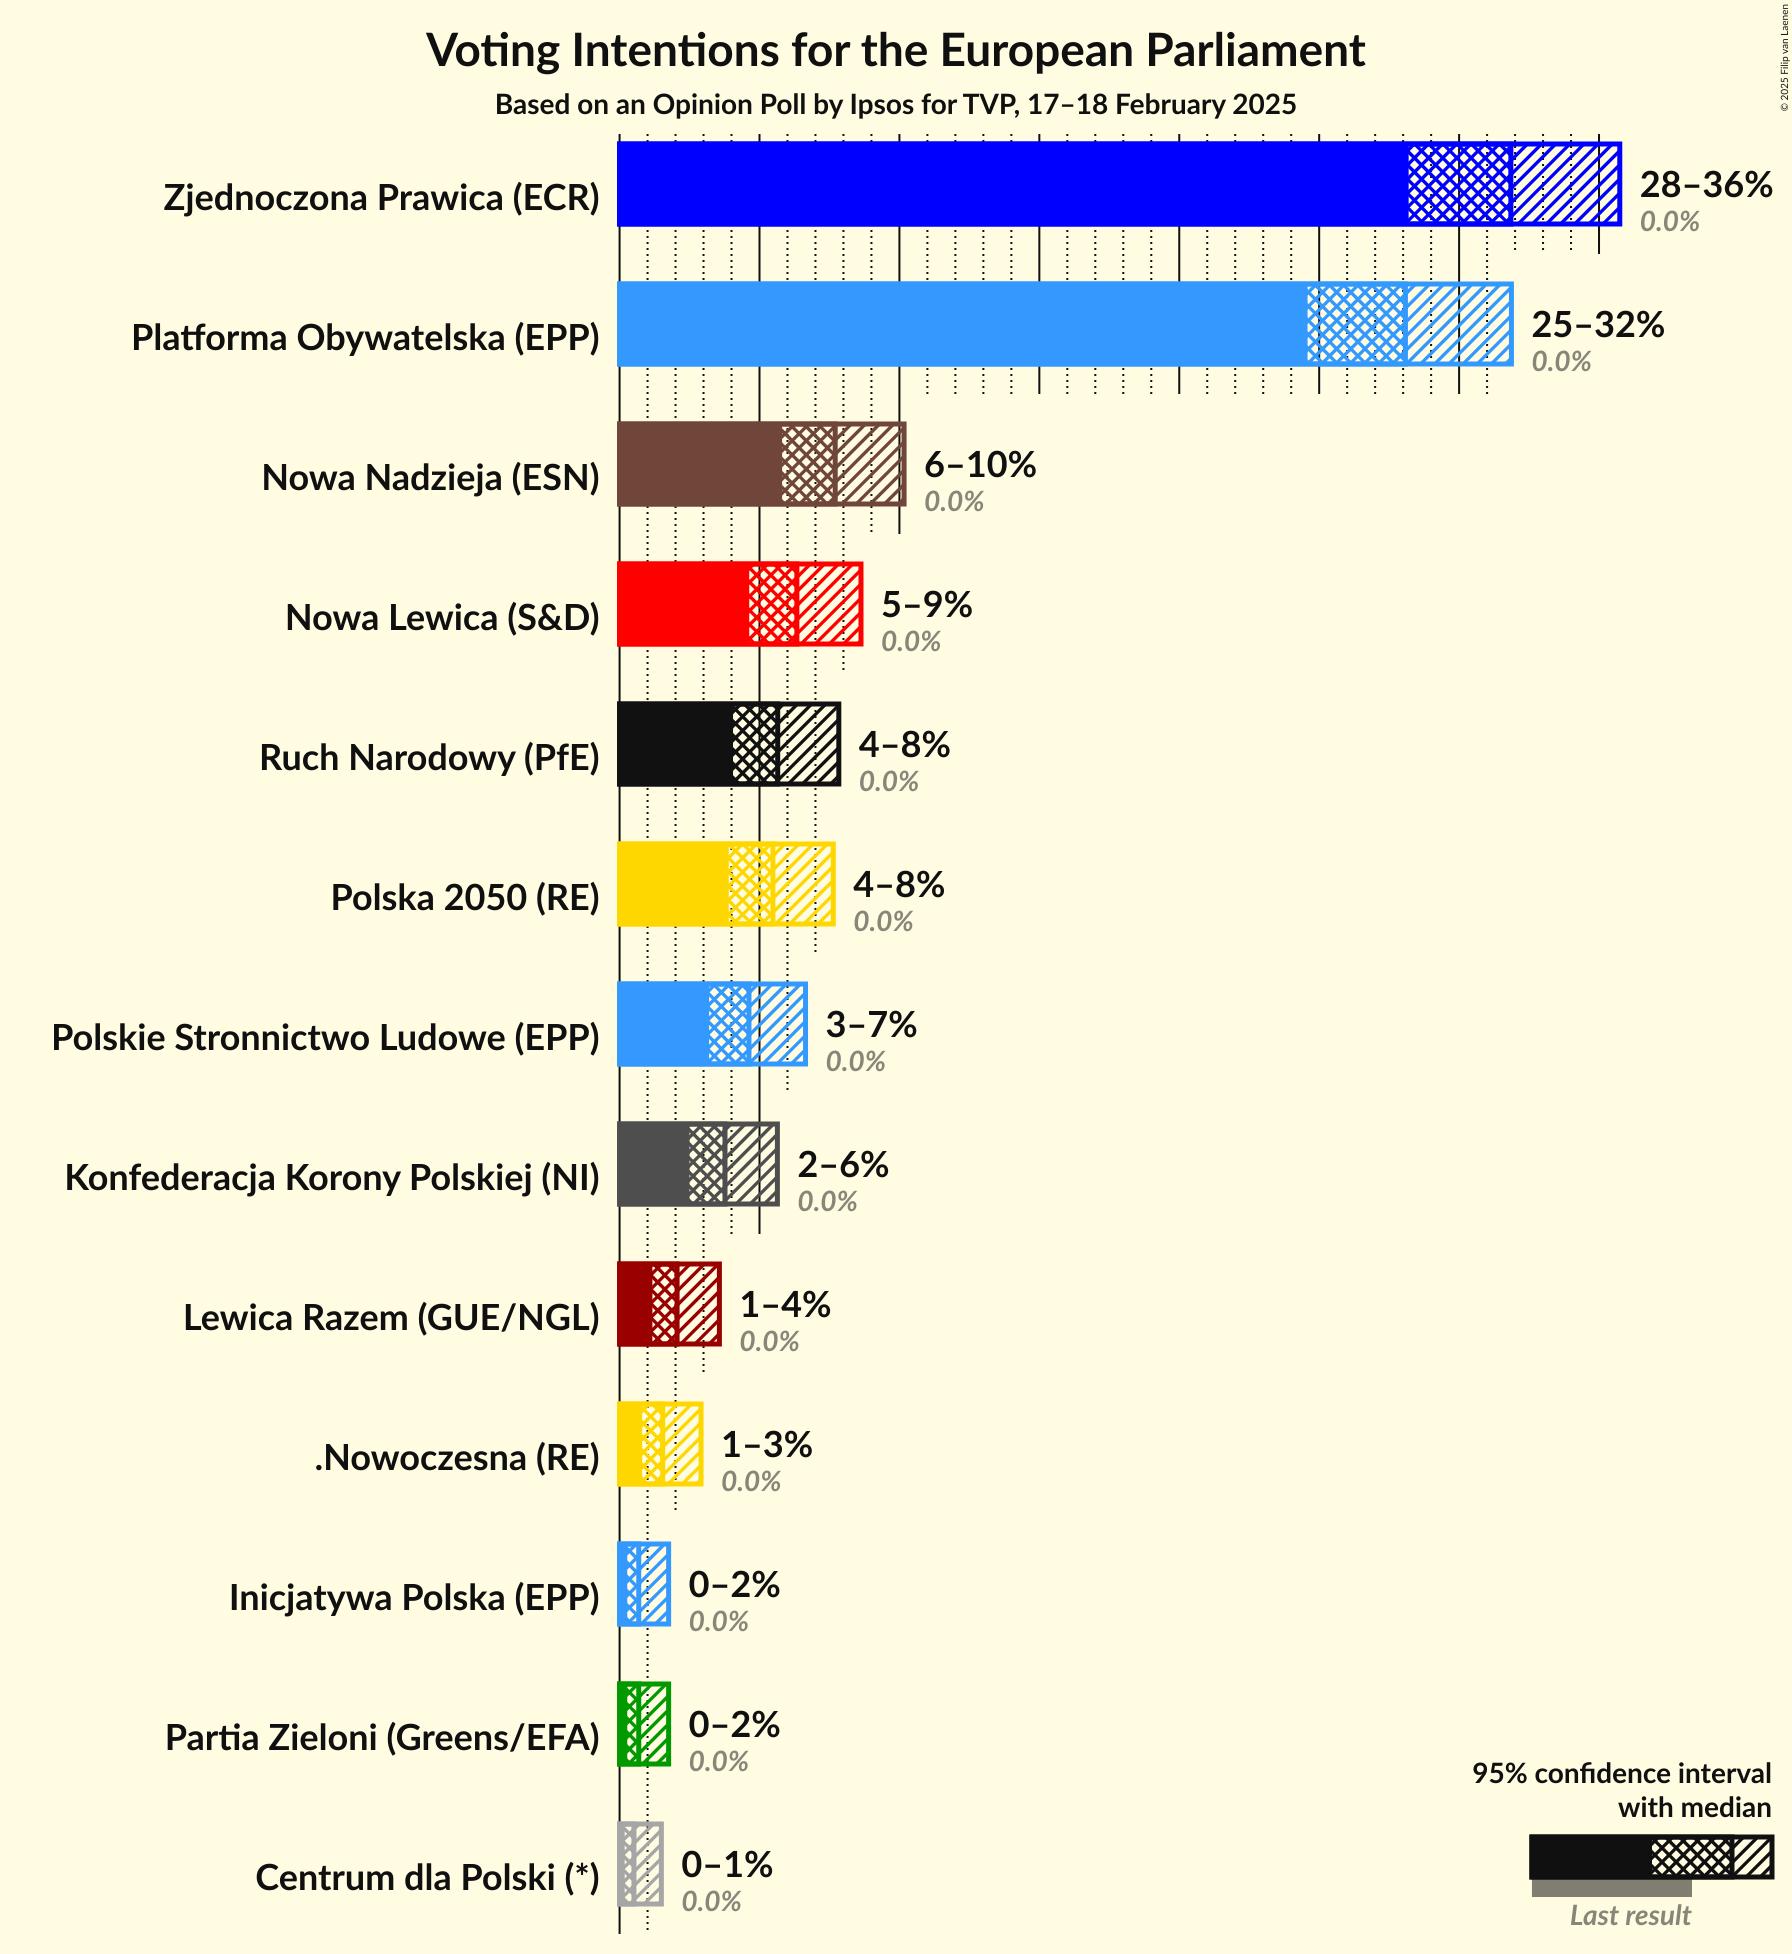 Voting Intentions for the European Parliament
Based on an Opinion Poll by Ipsos for TVP, 17–18 February 2025
© 2025 Filip van Laenen
Zjednoczona Prawica (ECR)
28–36%
0.0%
Platforma Obywatelska (EPP)
25–32%
0.0%
Nowa Nadzieja (ESN)
6–10%
0.0%
Nowa Lewica (S&D)
5–9%
0.0%
Ruch Narodowy (PfE)
4–8%
0.0%
Polska 2050 (RE)
4–8%
0.0%
Polskie Stronnictwo Ludowe (EPP)
3–7%
0.0%
Konfederacja Korony Polskiej (NI)
2–6%
0.0%
Lewica Razem (GUE/NGL)
1–4%
0.0%
.Nowoczesna (RE)
1–3%
0.0%
Inicjatywa Polska (EPP)
0–2%
0.0%
Partia Zieloni (Greens/EFA)
0–2%
0.0%
Centrum dla Polski (*)
0–1%
0.0%
95% confidence interval
with median
Last result